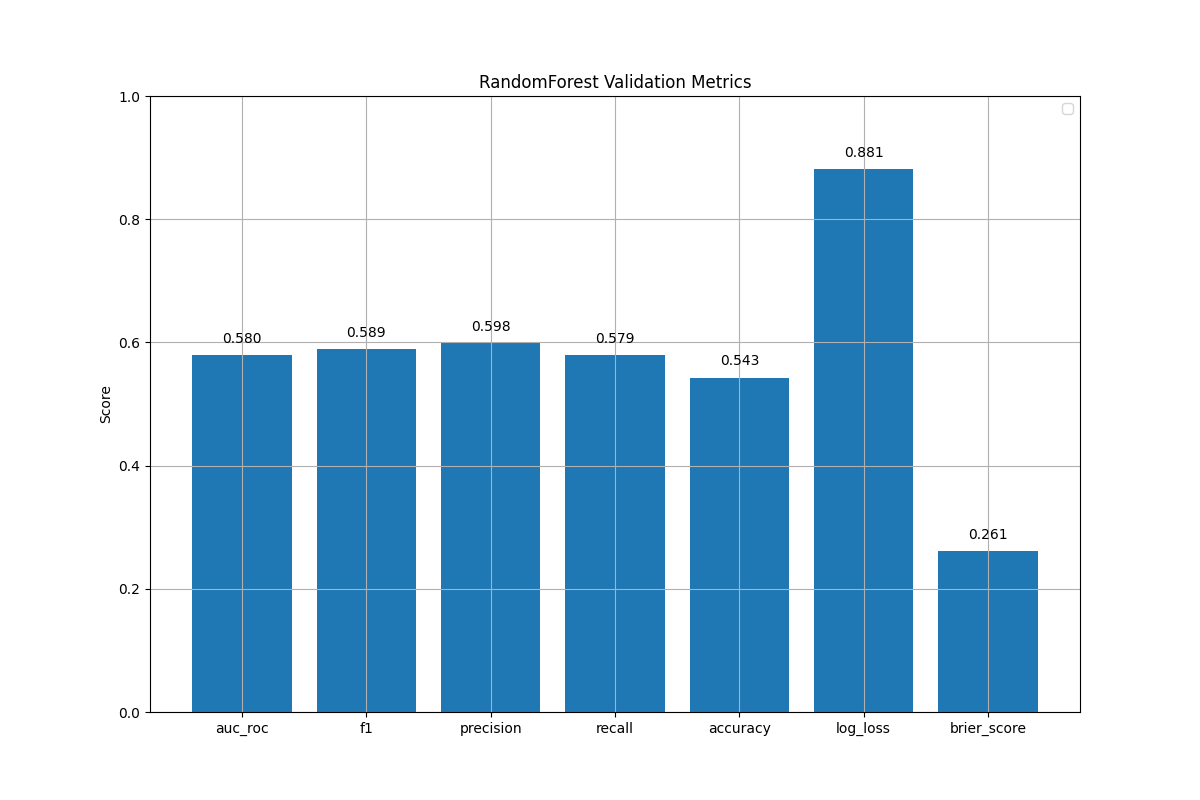 RandomForest Validation Metrics
1.0
0.8
0.6
0.4
0.2
0.0
Score
0.580
0.589
0.598
0.579
0.543
0.881
0.261
auc_roc
f1
precision
recall
accuracy
log_loss
brier_score